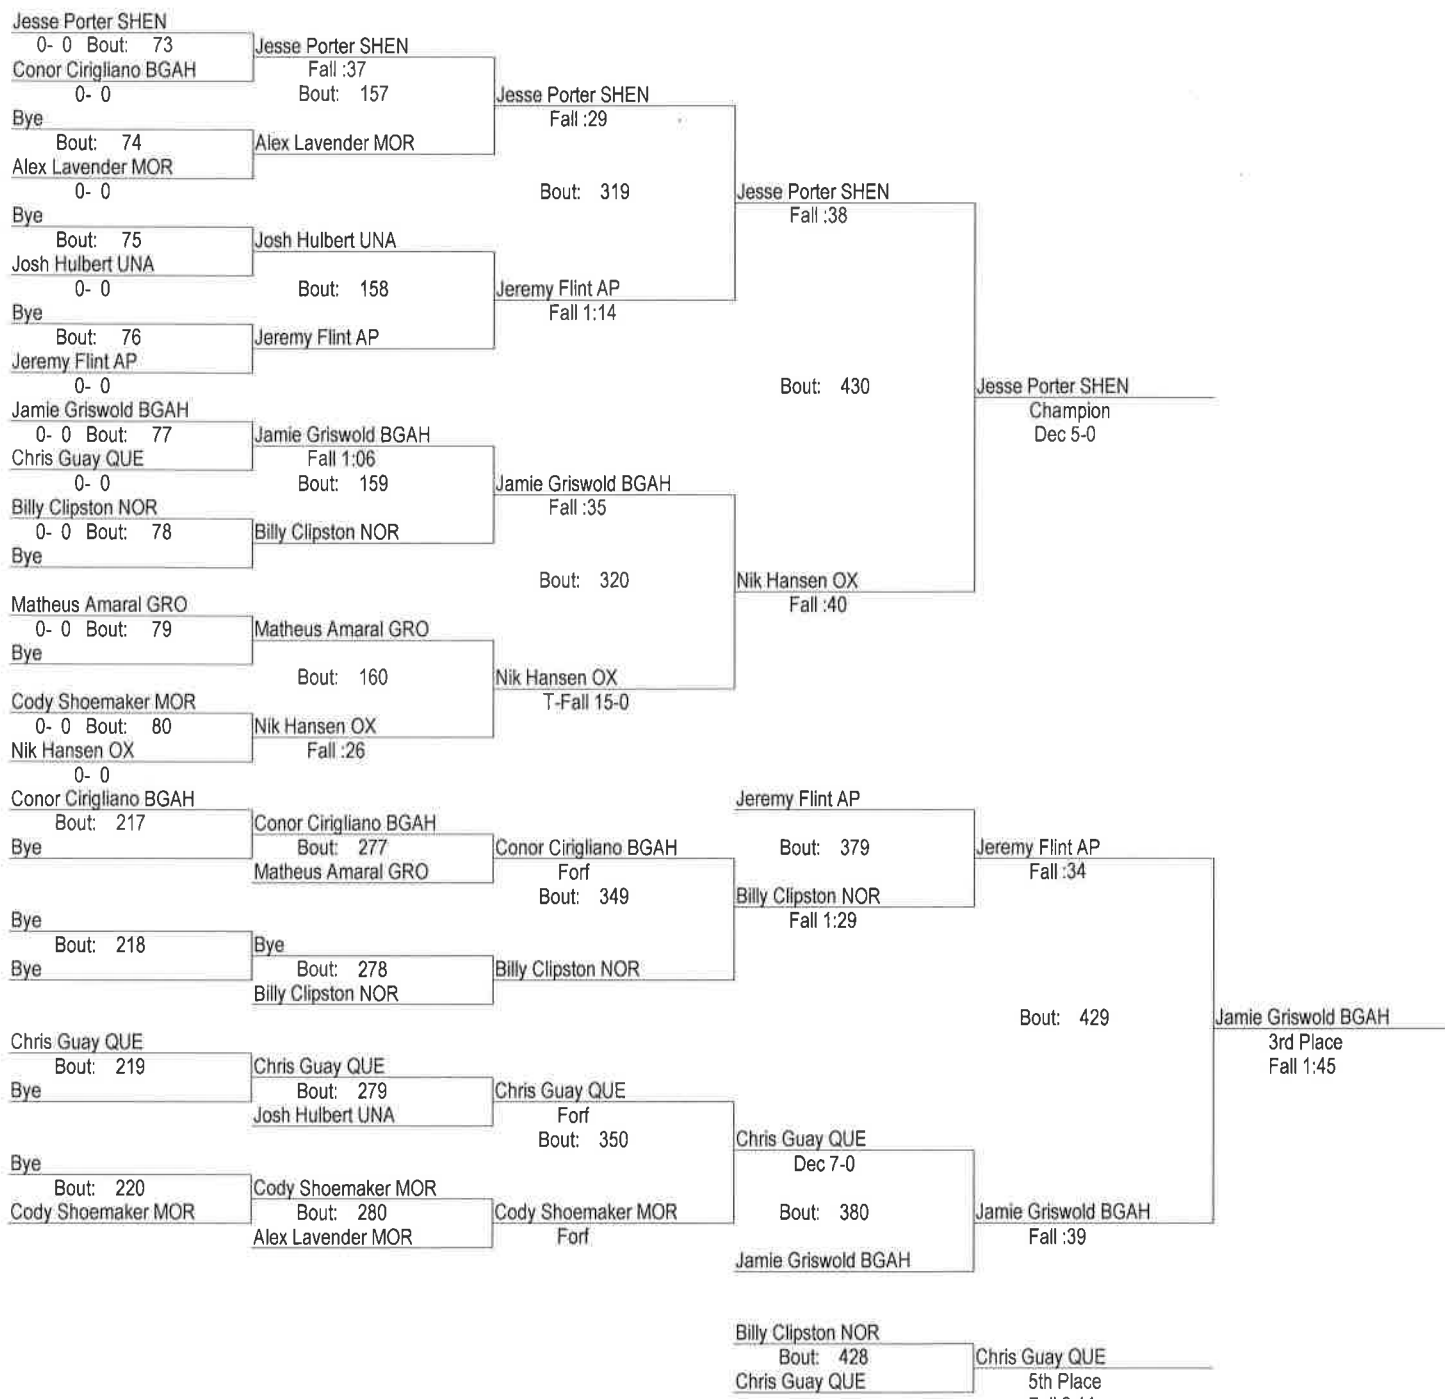 Jesse Porter SHEN
0- 0 Bout: 73
Conor Cirigliano BGAH
0- 0
Bye
Bout: 74
Alex Lavender MOR
0- 0
Bye
Bout: 75
Josh Hulbert UNA
0- 0
Bye
Bout: 76
Jeremy Flint AP
0- 0
Jamie Griswold BGAH
0- 0 Bout: 77
Chris Guay QUE
0- 0
Billy Clipston NOR
0- 0 Bout: 78
Bye
Matheus Amaral GRO
0- 0 Bout: 79
Bye
Cody Shoemaker MOR
0- 0 Bout: 80
Nik Hansen OX
0- 0
Jesse Porter SHEN
Fall :37
Bout: 157
Alex Lavender MOR
Josh Hulbert UNA
Bout: 158
Jeremy Flint AP
Jamie Griswold BGAH
Fall 1:06
Bout: 159
Billy Clipston NOR
Matheus Amaral GRO
Bout: 160
Nik Hansen OX
Fall :26
Jesse Porter SHEN
Fall :29
Bout: 319
Jeremy Flint AP
Fall 1:14
Jamie Griswold BGAH
Fall :35
Bout: 320
Nik Hansen OX
T-Fall 15-0
Jesse Porter SHEN
Fall :38
Bout: 430
Nik Hansen OX
Fall :40
Jesse Porter SHEN
Champion
Dec 5-0
Conor Cirigliano BGAH
Bout: 217
Bye
Bye
Bout: 218
Bye
Chris Guay QUE
Bout: 219
Bye
Bye
Bout: 220
Cody Shoemaker MOR
Conor Cirigliano BGAH
Bout: 277
Matheus Amaral GRO
Bye
Bout: 278
Billy Clipston NOR
Chris Guay QUE
Bout: 279
Josh Hulbert UNA
Cody Shoemaker MOR
Bout: 280
Alex Lavender MOR
Conor Cirigliano BGAH
Forf
Bout: 349
Billy Clipston NOR
Chris Guay QUE
Forf
Bout: 350
Cody Shoemaker MOR
Forf
Jeremy Flint AP
Bout: 379
Billy Clipston NOR
Fall 1:29
Chris Guay QUE
Dec 7-0
Bout: 380
Jamie Griswold BGAH
Jeremy Flint AP
Fall :34
Bout: 429
Jamie Griswold BGAH
Fall :39
Jamie Griswold BGAH
3rd Place
Fall 1:45
Billy Clipston NOR
Bout: 428
Chris Guay QUE
Chris Guay QUE
5th Place